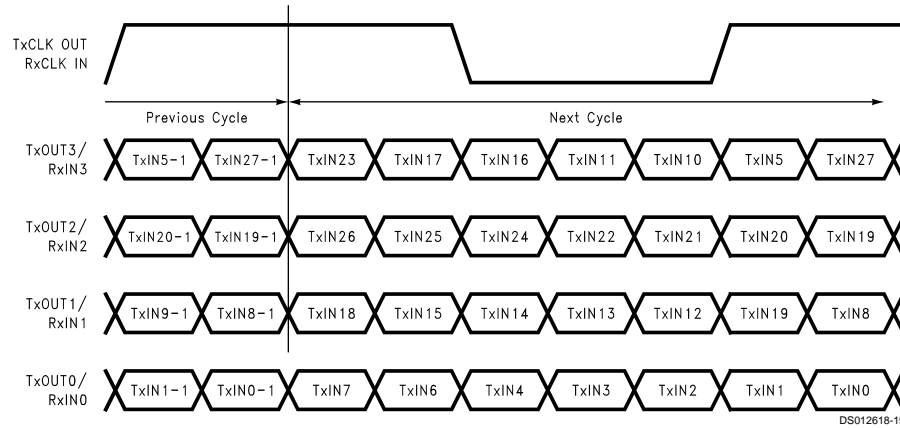 TxCLK OUT
RxCLK IN
Previous Cycle
Next Cycle
TxOUT3/
RxIN3
TxIN5-1 TxIN27-1 TxIN23 TxIN17 TxIN16 TxIN11 TxIN10 TxIN5 TxIN27
TxOUT2/
RxIN2
TxIN20-1 TxIN19-1 TxIN26 TxIN25 TxIN24 TxIN22 TxIN21 TxIN20 TxIN19
TxOUT1/
RxIN1
TxIN9-1 TxIN8-1 TxIN18 TxIN15 TxIN14 TxIN13 TxIN12 TxIN19 TxIN8
TxOUT0/
RxIN0
TxIN1-1 TxIN0-1 TxIN7 TxIN6 TxIN4 TxIN3 TxIN2 TxIN1 TxIN0